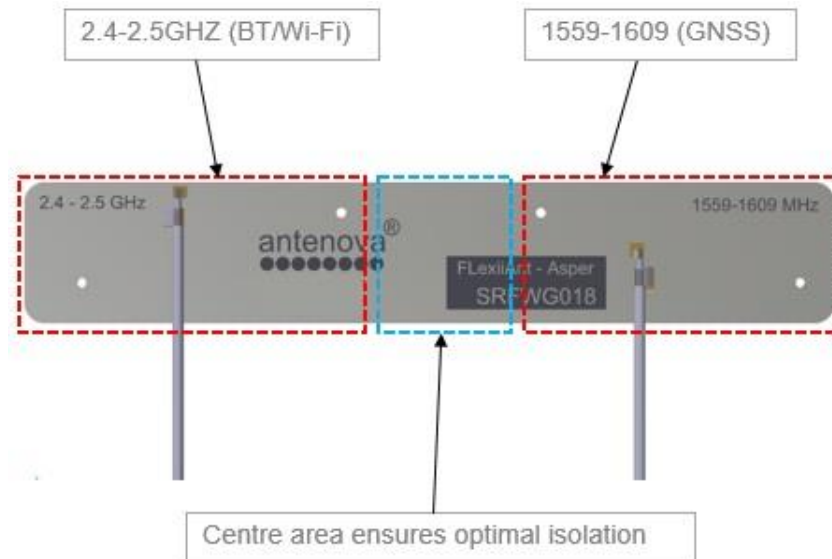 2.4-2.5GHZ (BT/Wi-Fi)
1559-1609 (GNSS)
2.4 - 2.5 GHz
1559-1609 MHz
antenova®
FLexiiAnt - Asper
SRFWG018
Centre area ensures optimal isolation